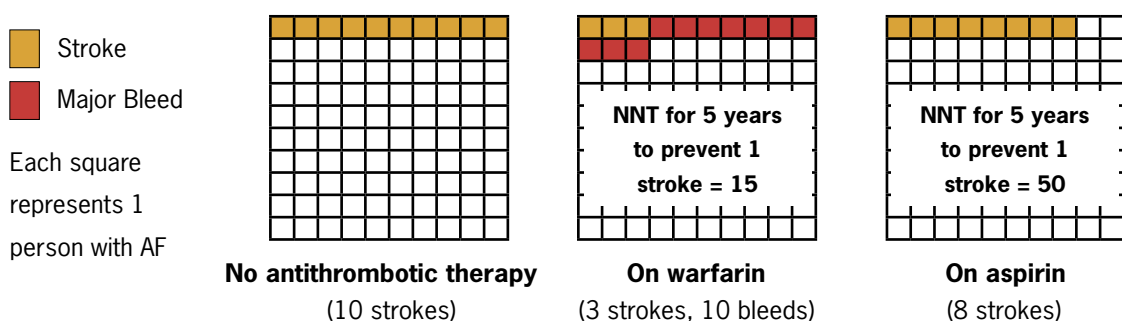 Stroke
Major Bleed
Each square
represents 1
person with AF
No antithrombotic therapy
(10 strokes)
NNT for 5 years
to prevent 1
stroke = 15
On warfarin
(3 strokes, 10 bleeds)
NNT for 5 years
to prevent 1
stroke = 50
On aspirin
(8 strokes)